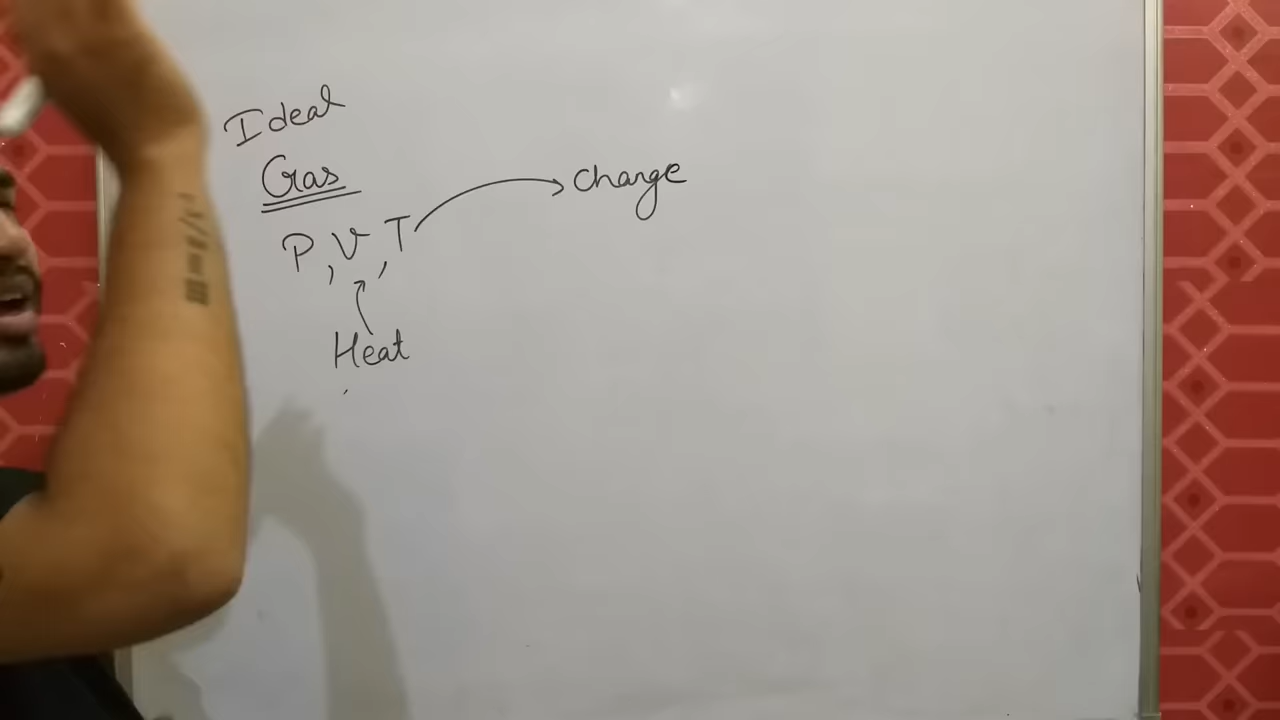 Ideal
Gas
P, V, T → Change
Heat